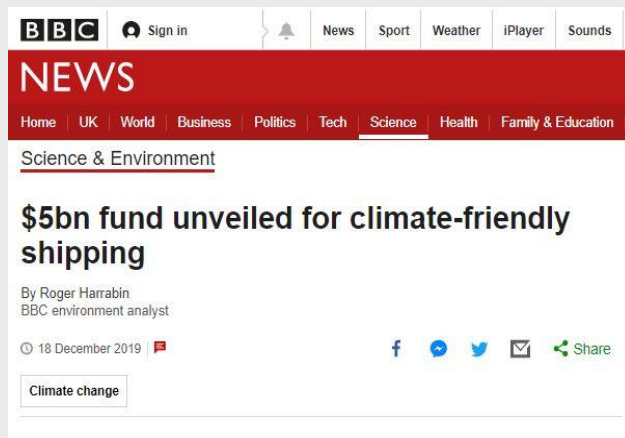 BBC Sign in News Sport Weather iPlayer Sounds
NEWS
Home UK World Business Politics Tech Science Health Family & Education
Science & Environment
$5bn fund unveiled for climate-friendly
shipping
By Roger Harrabin
BBC environment analyst
18 December 2019 Share
Climate change